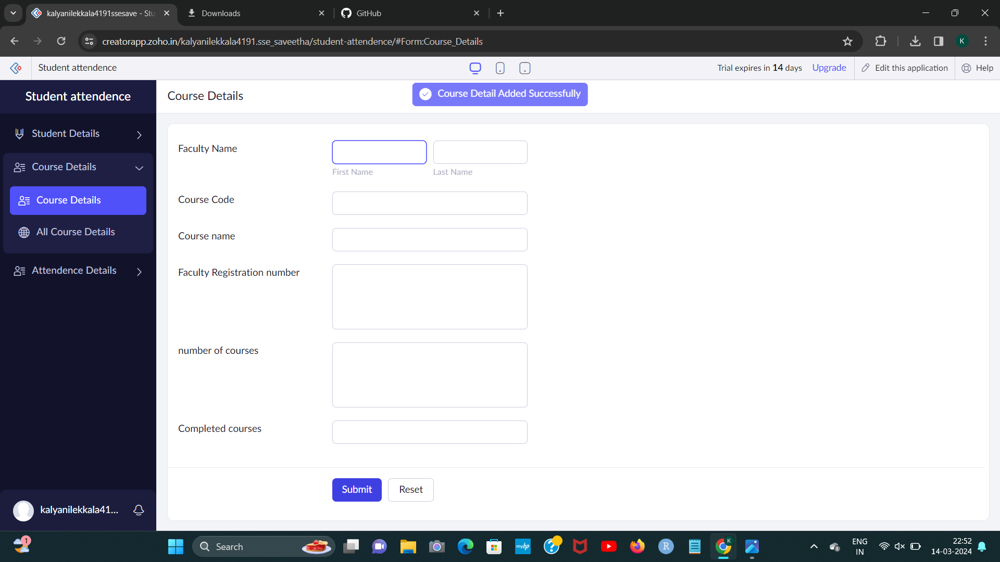 kalyanilekkala4191ssesave - Stu
Downloads
GitHub
creatorapp.zoho.in/kalyanilekkala4191.sse_saveetha/student-attendence/#Form:Course_Details
K
Student attendence
Trial expires in 14 days
Upgrade
Edit this application
Help
Student attendence
Course Details
Course Detail Added Successfully
Student Details
Course Details
Course Details
All Course Details
Attendence Details
Faculty Name
First Name
Last Name
Course Code
Course name
Faculty Registration number
number of courses
Completed courses
Submit
Reset
kalyanilekkala41...
1
Search
myhp
R
K
ENG
IN
22:52
14-03-2024